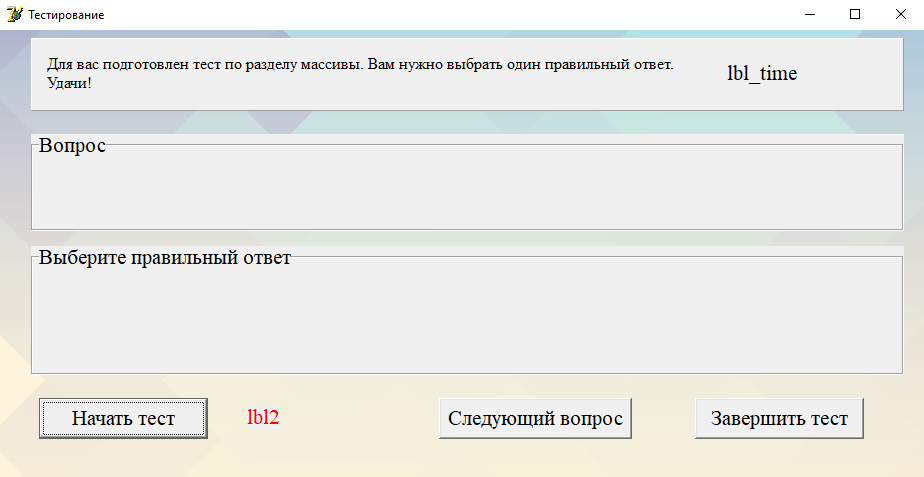 Тестирование
Для вас подготовлен тест по разделу массивы. Вам нужно выбрать один правильный ответ.
Удачи!
lbl_time
Вопрос
Выберите правильный ответ
Начать тест
lbl2
Следующий вопрос
Завершить тест